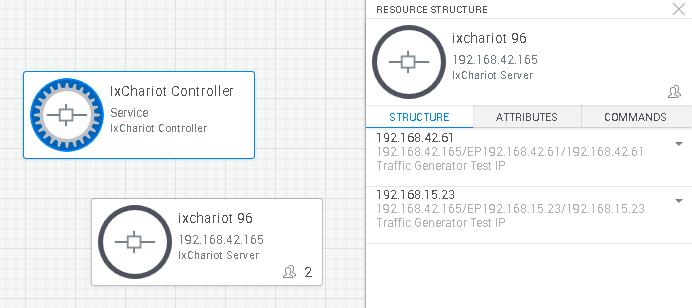 IxChariot Controller
Service
IxChariot Controller
ixchariot 96
192.168.42.165
IxChariot Server
2
RESOURCE STRUCTURE
ixchariot 96
192.168.42.165
IxChariot Server
STRUCTURE ATTRIBUTES COMMANDS
192.168.42.61
192.168.42.165/EP192.168.42.61/192.168.42.61
Traffic Generator Test IP
192.168.15.23
192.168.42.165/EP192.168.15.23/192.168.15.23
Traffic Generator Test IP